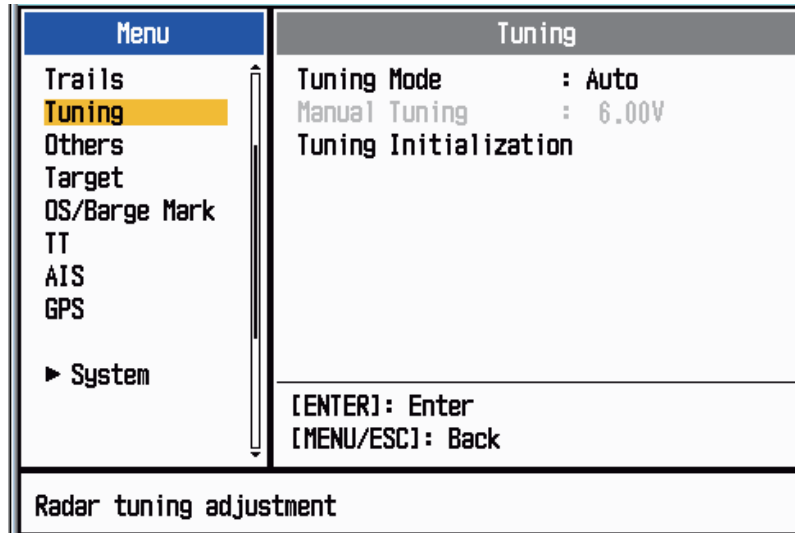 Menu
Trails
Tuning
Others
Target
OS/Barge Mark
TT
AIS
GPS
► System
Tuning
Tuning Mode : Auto
Manual Tuning : 6.00V
Tuning Initialization
[ENTER]: Enter
[MENU/ESC]: Back
Radar tuning adjustment